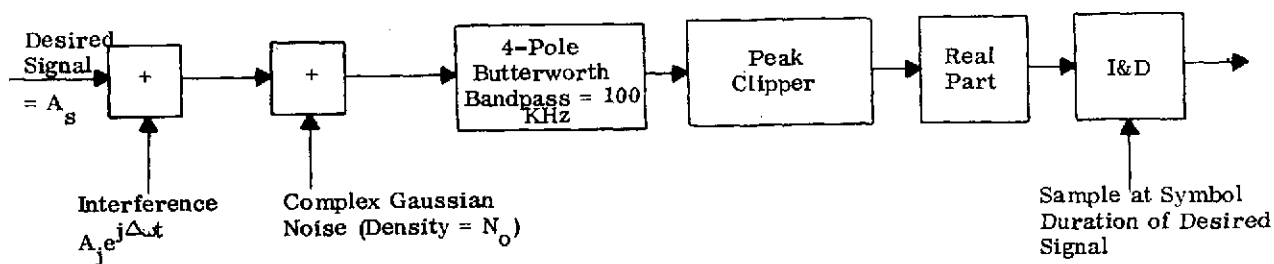 Desired
Signal
= A_s
+
+
4-Pole
Butterworth
Bandpass = 100
KHz
Peak
Clipper
Real
Part
I&D
Interference
A_j e^{jΔωt}
Complex Gaussian
Noise (Density = N_o)
Sample at Symbol
Duration of Desired
Signal